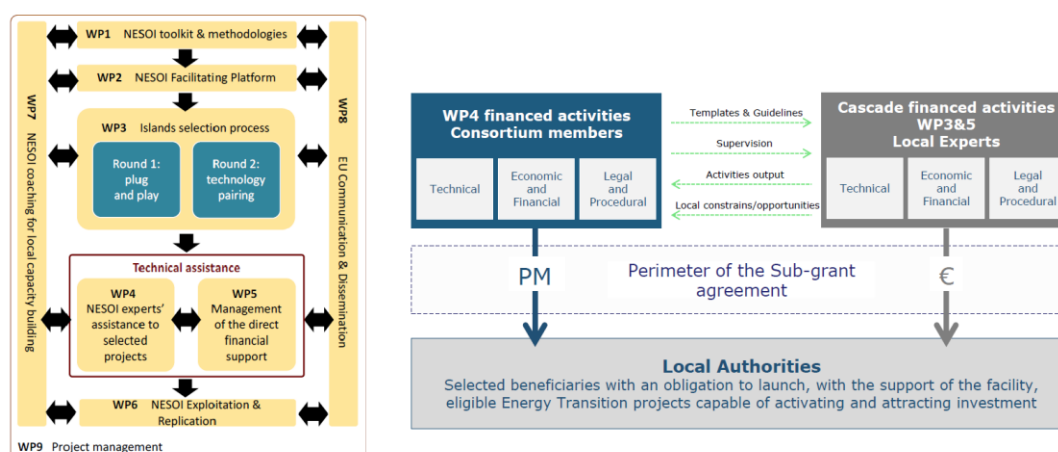 WP1 NESOI toolkit & methodologies
WP2 NESOI Facilitating Platform
WP7 NESOI coaching for local capacity building
WP8 EU Communication & Dissemination
WP3 Islands selection process
Round 1:
plug
and play
Round 2:
technology
pairing
Technical assistance
WP4
NESOI experts'
assistance to
selected
projects
WP5
Management
of the direct
financial
support
WP6 NESOI Exploitation &
Replication
WP9 Project management
WP4 financed activities
Consortium members
Technical
Economic
and
Financial
Legal
and
Procedural
Templates & Guidelines
Supervision
Activities output
Local constrains/opportunities
Cascade financed activities
WP3&5
Local Experts
Technical
Economic
and
Financial
Legal
and
Procedural
PM
Perimeter of the Sub-grant
agreement
€
Local Authorities
Selected beneficiaries with an obligation to launch, with the support of the facility,
eligible Energy Transition projects capable of activating and attracting investment